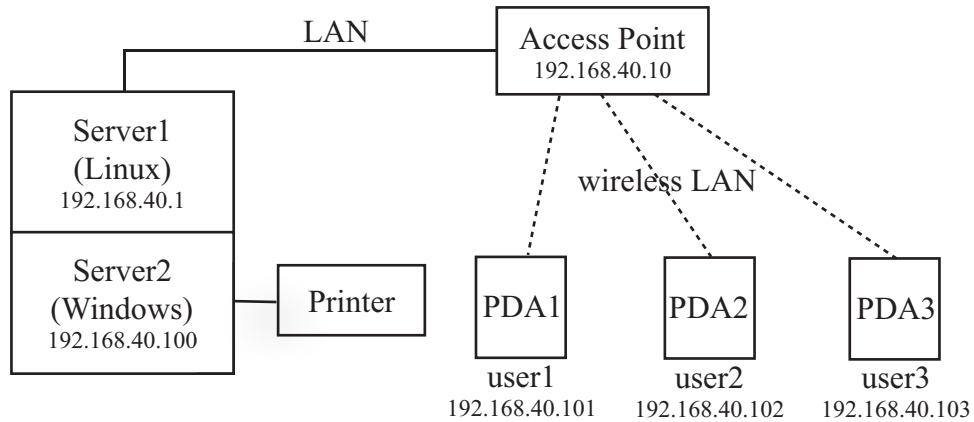 LAN
Access Point
192.168.40.10
Server1
(Linux)
192.168.40.1
wireless LAN
Server2
(Windows)
192.168.40.100
Printer
PDA1
PDA2
PDA3
user1
192.168.40.101
user2
192.168.40.102
user3
192.168.40.103